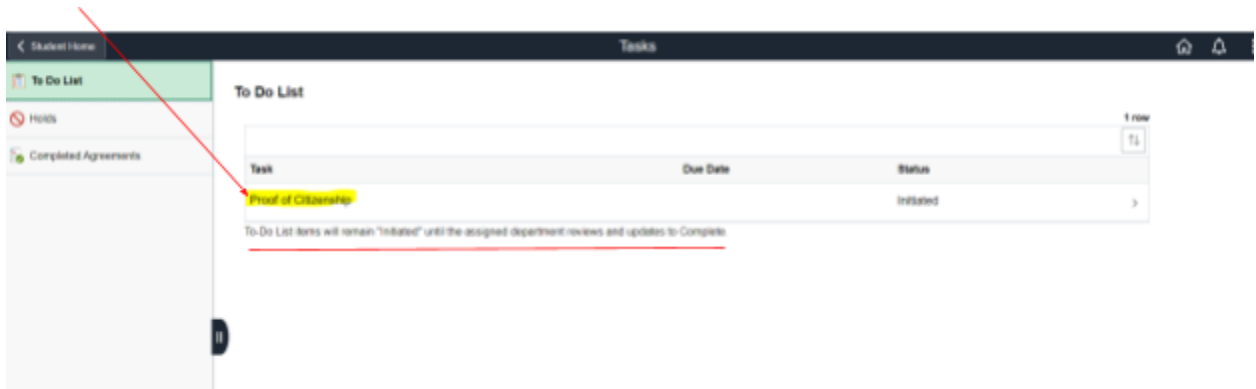 Student Home
Tasks
To Do List
Holds
Completed Agreements
To Do List
1 row
Task Due Date Status
Proof of Citizenship Initiated
To-Do List items will remain "Initiated" until the assigned department reviews and updates to Complete.